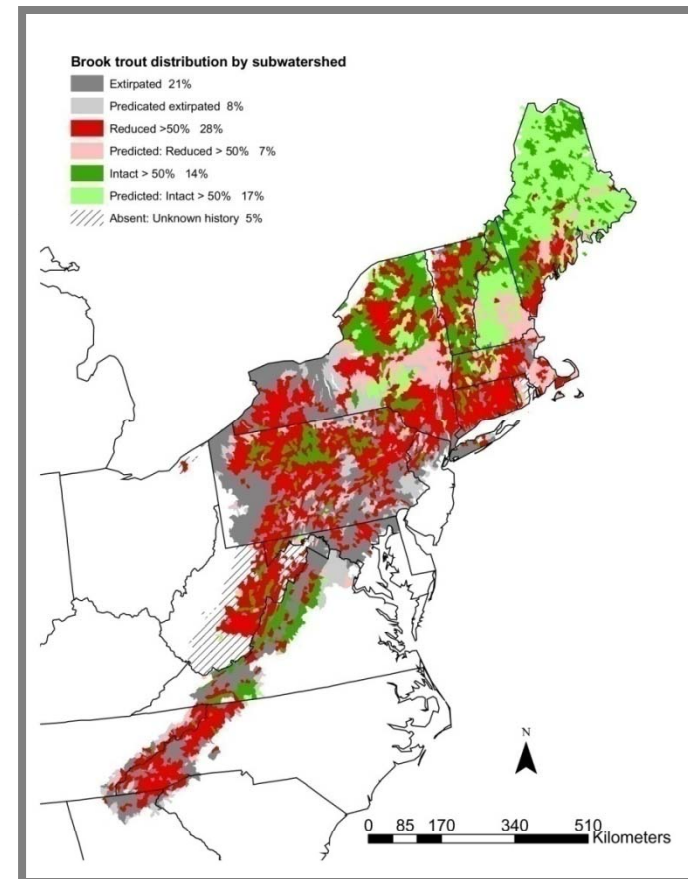 Brook trout distribution by subwatershed
Extirpated 21%
Predicated extirpated 8%
Reduced >50% 28%
Predicted: Reduced > 50% 7%
Intact > 50% 14%
Predicted: Intact > 50% 17%
Absent: Unknown history 5%
N
0 85 170 340 510
Kilometers